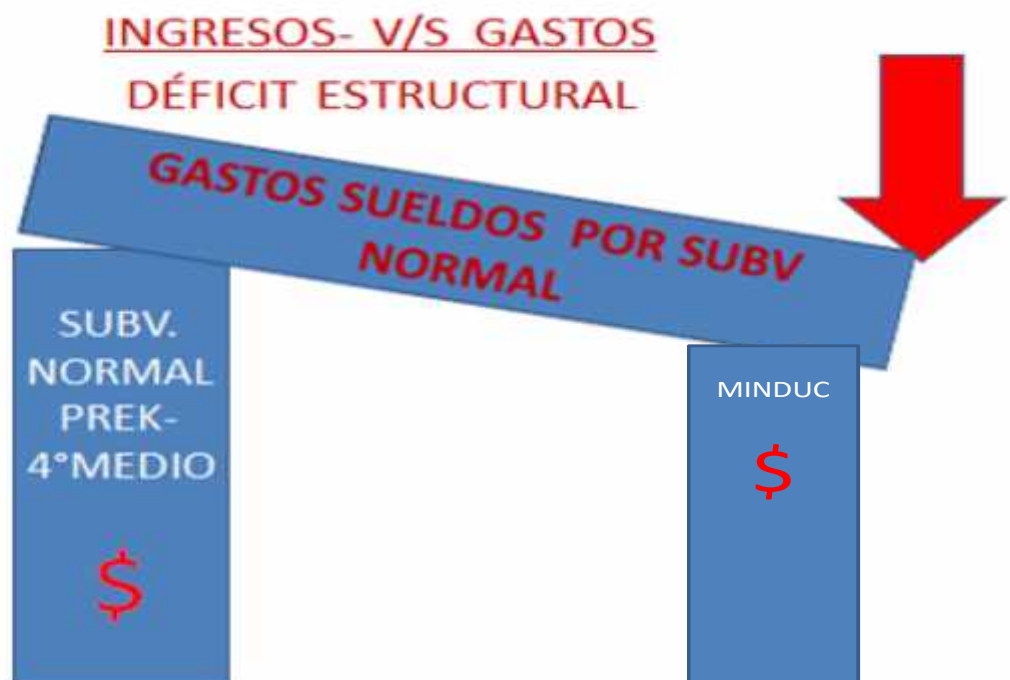 INGRESOS- V/S GASTOS
DÉFICIT ESTRUCTURAL
GASTOS SUELDOS POR SUBV
NORMAL
SUBV.
NORMAL
PREK-
4°MEDIO
$
MINDUC
$